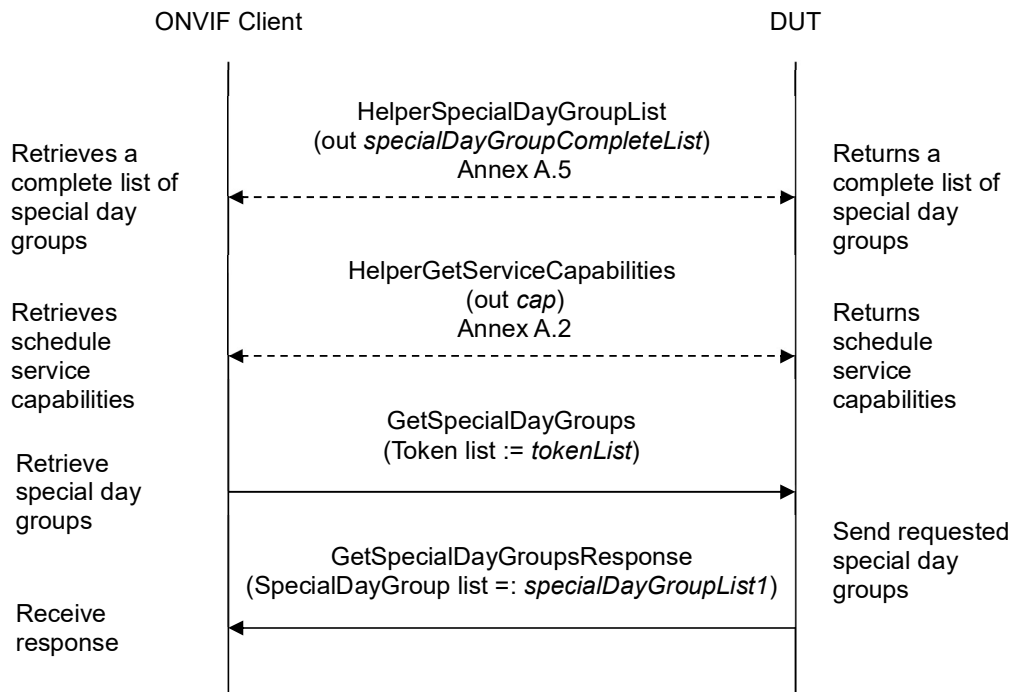 ONVIF Client
DUT
HelperSpecialDayGroupList
(out specialDayGroupCompleteList)
Annex A.5
Retrieves a
complete list of
special day
groups
Returns a
complete list of
special day
groups
HelperGetServiceCapabilities
(out cap)
Annex A.2
Retrieves
schedule
service
capabilities
Returns
schedule
service
capabilities
GetSpecialDayGroups
(Token list := tokenList)
Retrieve
special day
groups
GetSpecialDayGroupsResponse
(SpecialDayGroup list =: specialDayGroupList1)
Send requested
special day
groups
Receive
response